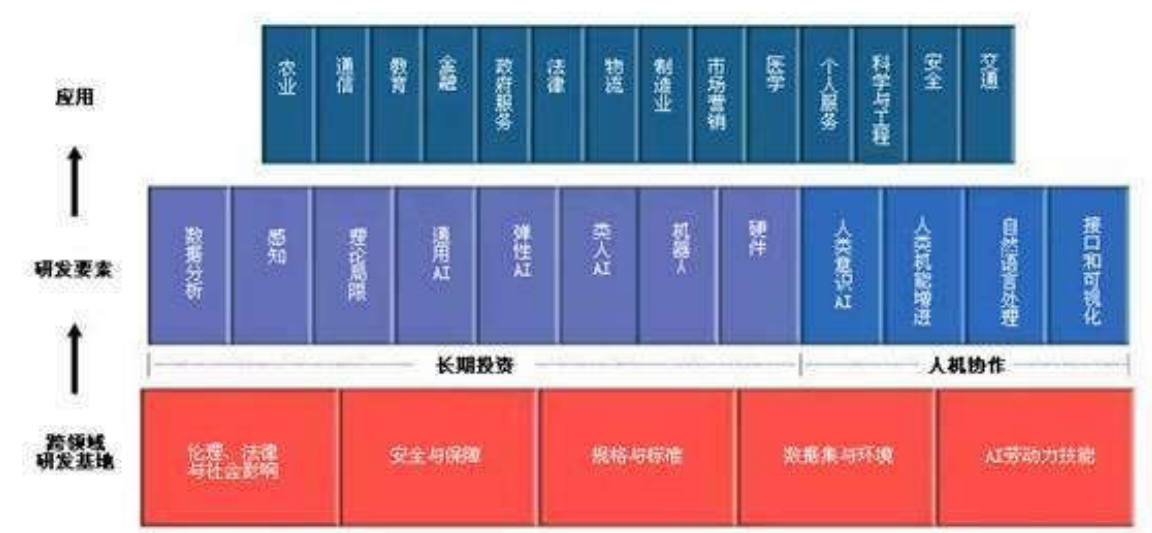 应用
农业
通信
教育
金融
政府服务
法律
物流
制造业
市场营销
医学
个人服务
科学与工程
安全
交通
研发要素
数据分析
感知
理论局限
通用AI
弹性AI
类人AI
机器人
硬件
人类意识AI
人类机能增进
自然语言处理
接口和可视化
长期投资
人机协作
跨领域
研发基地
伦理、法律
与社会影响
安全与保障
规格与标准
数据集与环境
AI劳动力技能